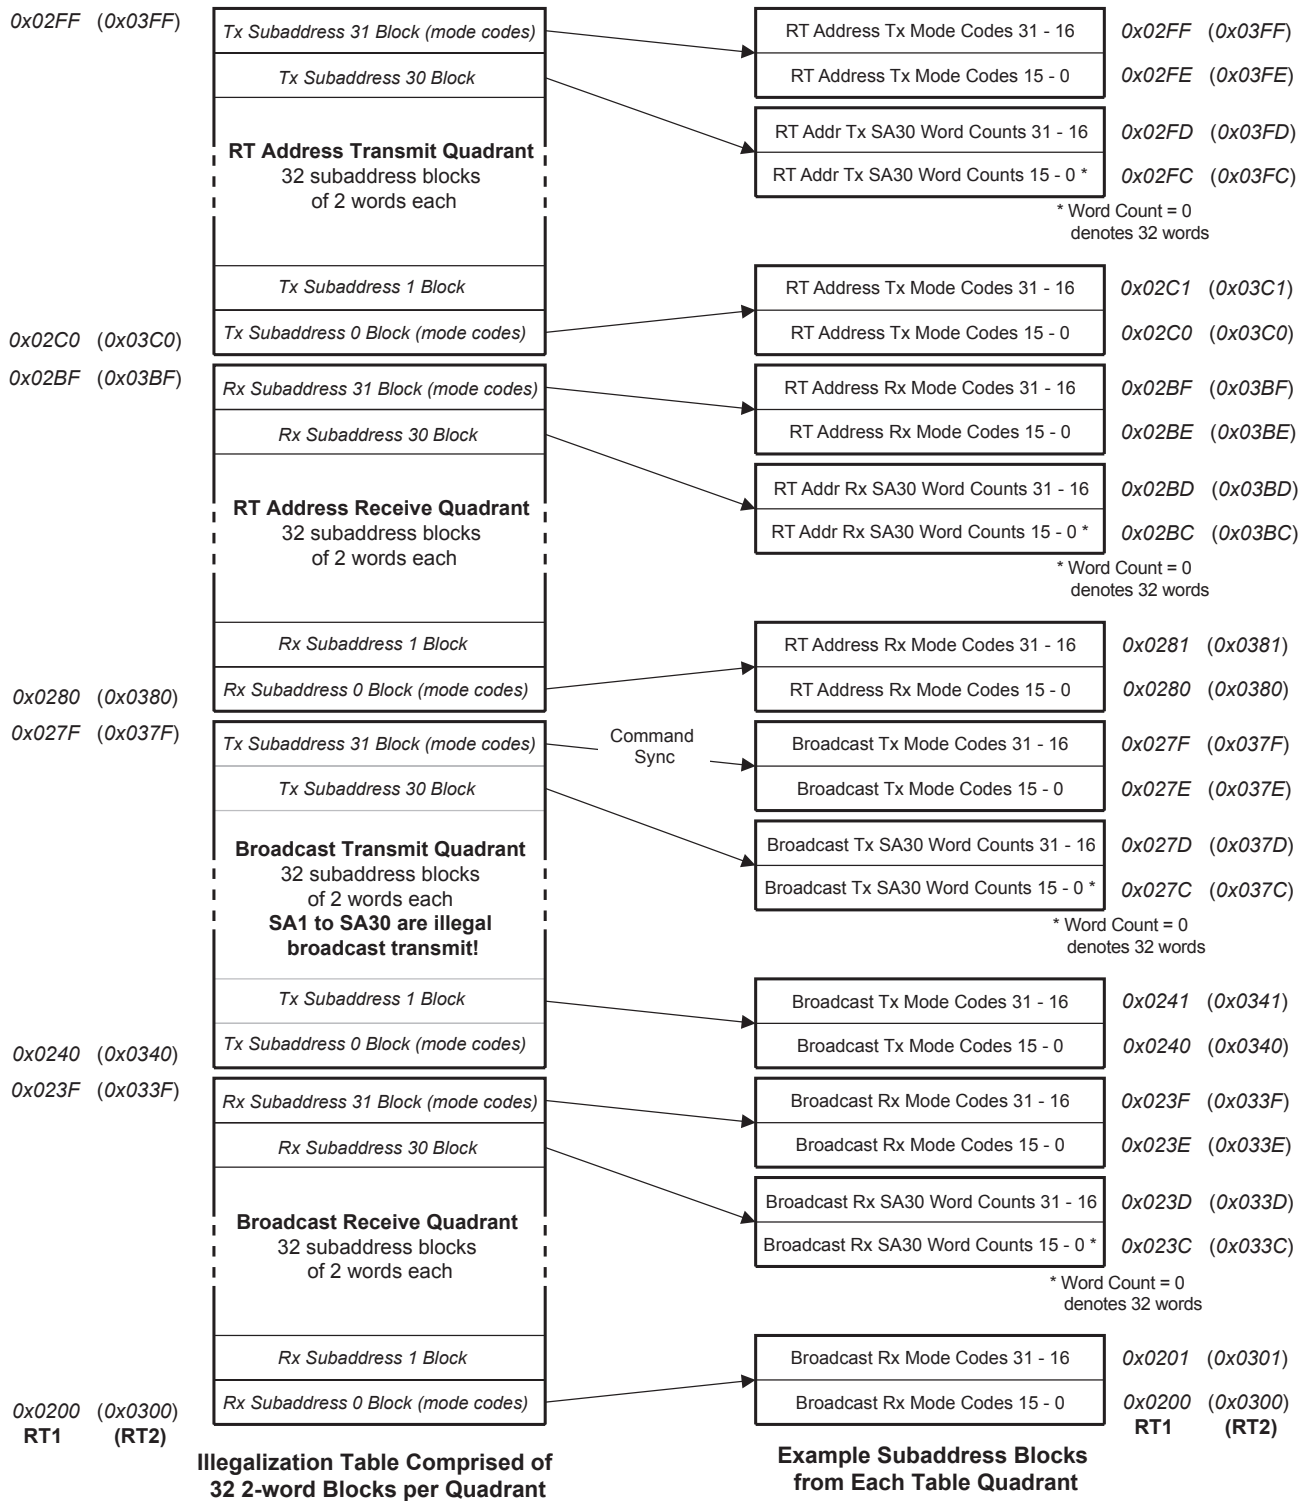 0x02FF (0x03FF)
Tx Subaddress 31 Block (mode codes)
RT Address Tx Mode Codes 31 - 16
0x02FF (0x03FF)
Tx Subaddress 30 Block
RT Address Tx Mode Codes 15 - 0
0x02FE (0x03FE)
RT Address Transmit Quadrant
32 subaddress blocks
of 2 words each
RT Addr Tx SA30 Word Counts 31 - 16
0x02FD (0x03FD)
RT Addr Tx SA30 Word Counts 15 - 0 *
0x02FC (0x03FC)
* Word Count = 0
denotes 32 words
Tx Subaddress 1 Block
RT Address Tx Mode Codes 31 - 16
0x02C1 (0x03C1)
0x02C0 (0x03C0)
Tx Subaddress 0 Block (mode codes)
RT Address Tx Mode Codes 15 - 0
0x02C0 (0x03C0)
0x02BF (0x03BF)
Rx Subaddress 31 Block (mode codes)
RT Address Rx Mode Codes 31 - 16
0x02BF (0x03BF)
Rx Subaddress 30 Block
RT Address Rx Mode Codes 15 - 0
0x02BE (0x03BE)
RT Address Receive Quadrant
32 subaddress blocks
of 2 words each
RT Addr Rx SA30 Word Counts 31 - 16
0x02BD (0x03BD)
RT Addr Rx SA30 Word Counts 15 - 0 *
0x02BC (0x03BC)
* Word Count = 0
denotes 32 words
Rx Subaddress 1 Block
RT Address Rx Mode Codes 31 - 16
0x0281 (0x0381)
0x0280 (0x0380)
Rx Subaddress 0 Block (mode codes)
RT Address Rx Mode Codes 15 - 0
0x0280 (0x0380)
0x027F (0x037F)
Tx Subaddress 31 Block (mode codes)
Command
Sync
Broadcast Tx Mode Codes 31 - 16
0x027F (0x037F)
Tx Subaddress 30 Block
Broadcast Tx Mode Codes 15 - 0
0x027E (0x037E)
Broadcast Transmit Quadrant
32 subaddress blocks
of 2 words each
SA1 to SA30 are illegal
broadcast transmit!
Broadcast Tx SA30 Word Counts 31 - 16
0x027D (0x037D)
Broadcast Tx SA30 Word Counts 15 - 0 *
0x027C (0x037C)
* Word Count = 0
denotes 32 words
Tx Subaddress 1 Block
Broadcast Tx Mode Codes 31 - 16
0x0241 (0x0341)
0x0240 (0x0340)
Tx Subaddress 0 Block (mode codes)
Broadcast Tx Mode Codes 15 - 0
0x0240 (0x0340)
0x023F (0x033F)
Rx Subaddress 31 Block (mode codes)
Broadcast Rx Mode Codes 31 - 16
0x023F (0x033F)
Rx Subaddress 30 Block
Broadcast Rx Mode Codes 15 - 0
0x023E (0x033E)
Broadcast Receive Quadrant
32 subaddress blocks
of 2 words each
Broadcast Rx SA30 Word Counts 31 - 16
0x023D (0x033D)
Broadcast Rx SA30 Word Counts 15 - 0 *
0x023C (0x033C)
* Word Count = 0
denotes 32 words
Rx Subaddress 1 Block
Broadcast Rx Mode Codes 31 - 16
0x0201 (0x0301)
0x0200 (0x0300)
Rx Subaddress 0 Block (mode codes)
Broadcast Rx Mode Codes 15 - 0
0x0200 (0x0300)
RT1 (RT2)
RT1 (RT2)
Illegalization Table Comprised of
32 2-word Blocks per Quadrant
Example Subaddress Blocks
from Each Table Quadrant